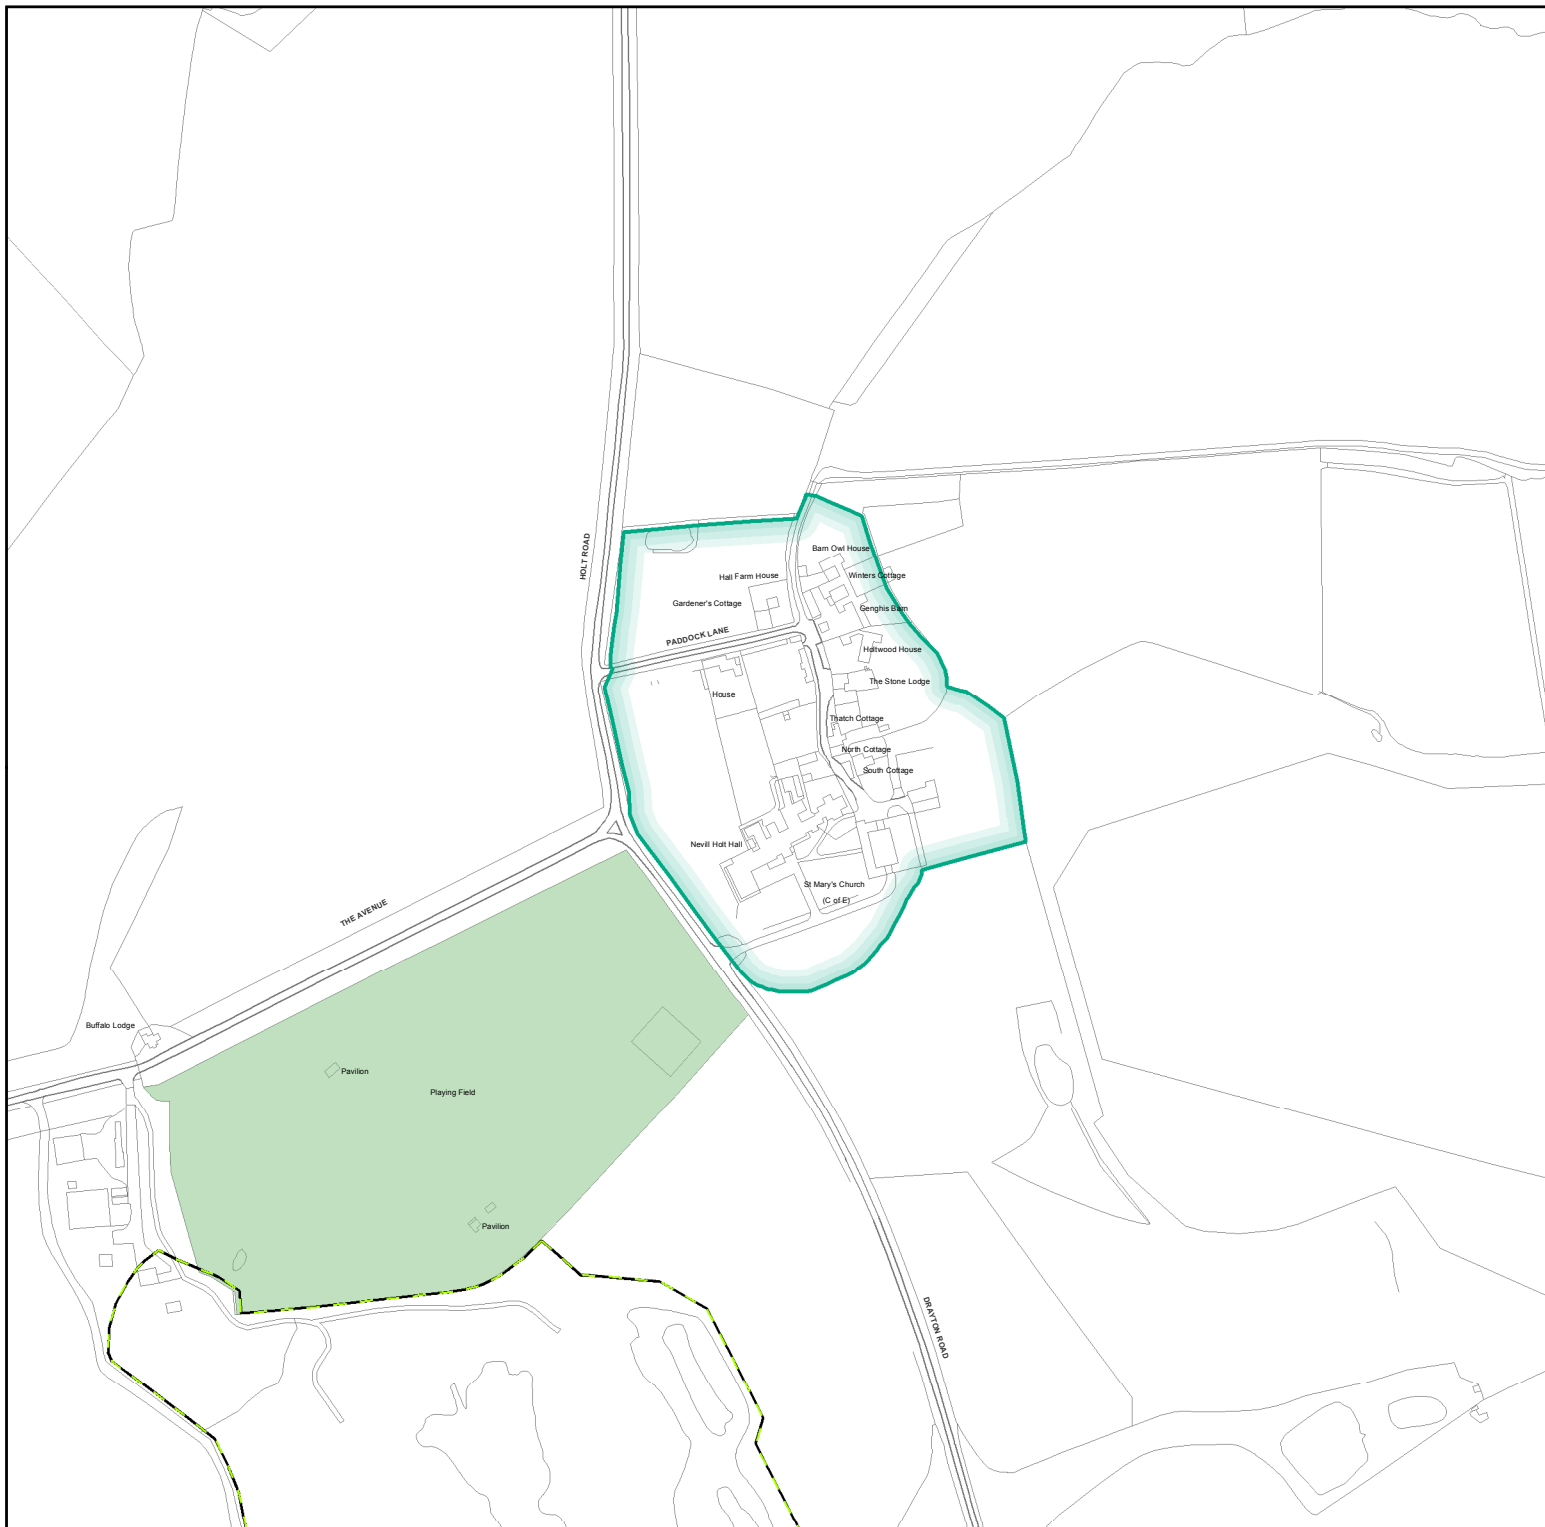 HOLT ROAD
Barn Owl House
Hall Farm House
Winters Cottage
Gardener's Cottage
Genghis Barn
PADDOCK LANE
Holtwood House
The Stone Lodge
House
Thatch Cottage
North Cottage
South Cottage
Nevill Holt Hall
St Mary's Church
(C of E)
THE AVENUE
Buffalo Lodge
Pavilion
Playing Field
Pavilion
DRAYTON ROAD